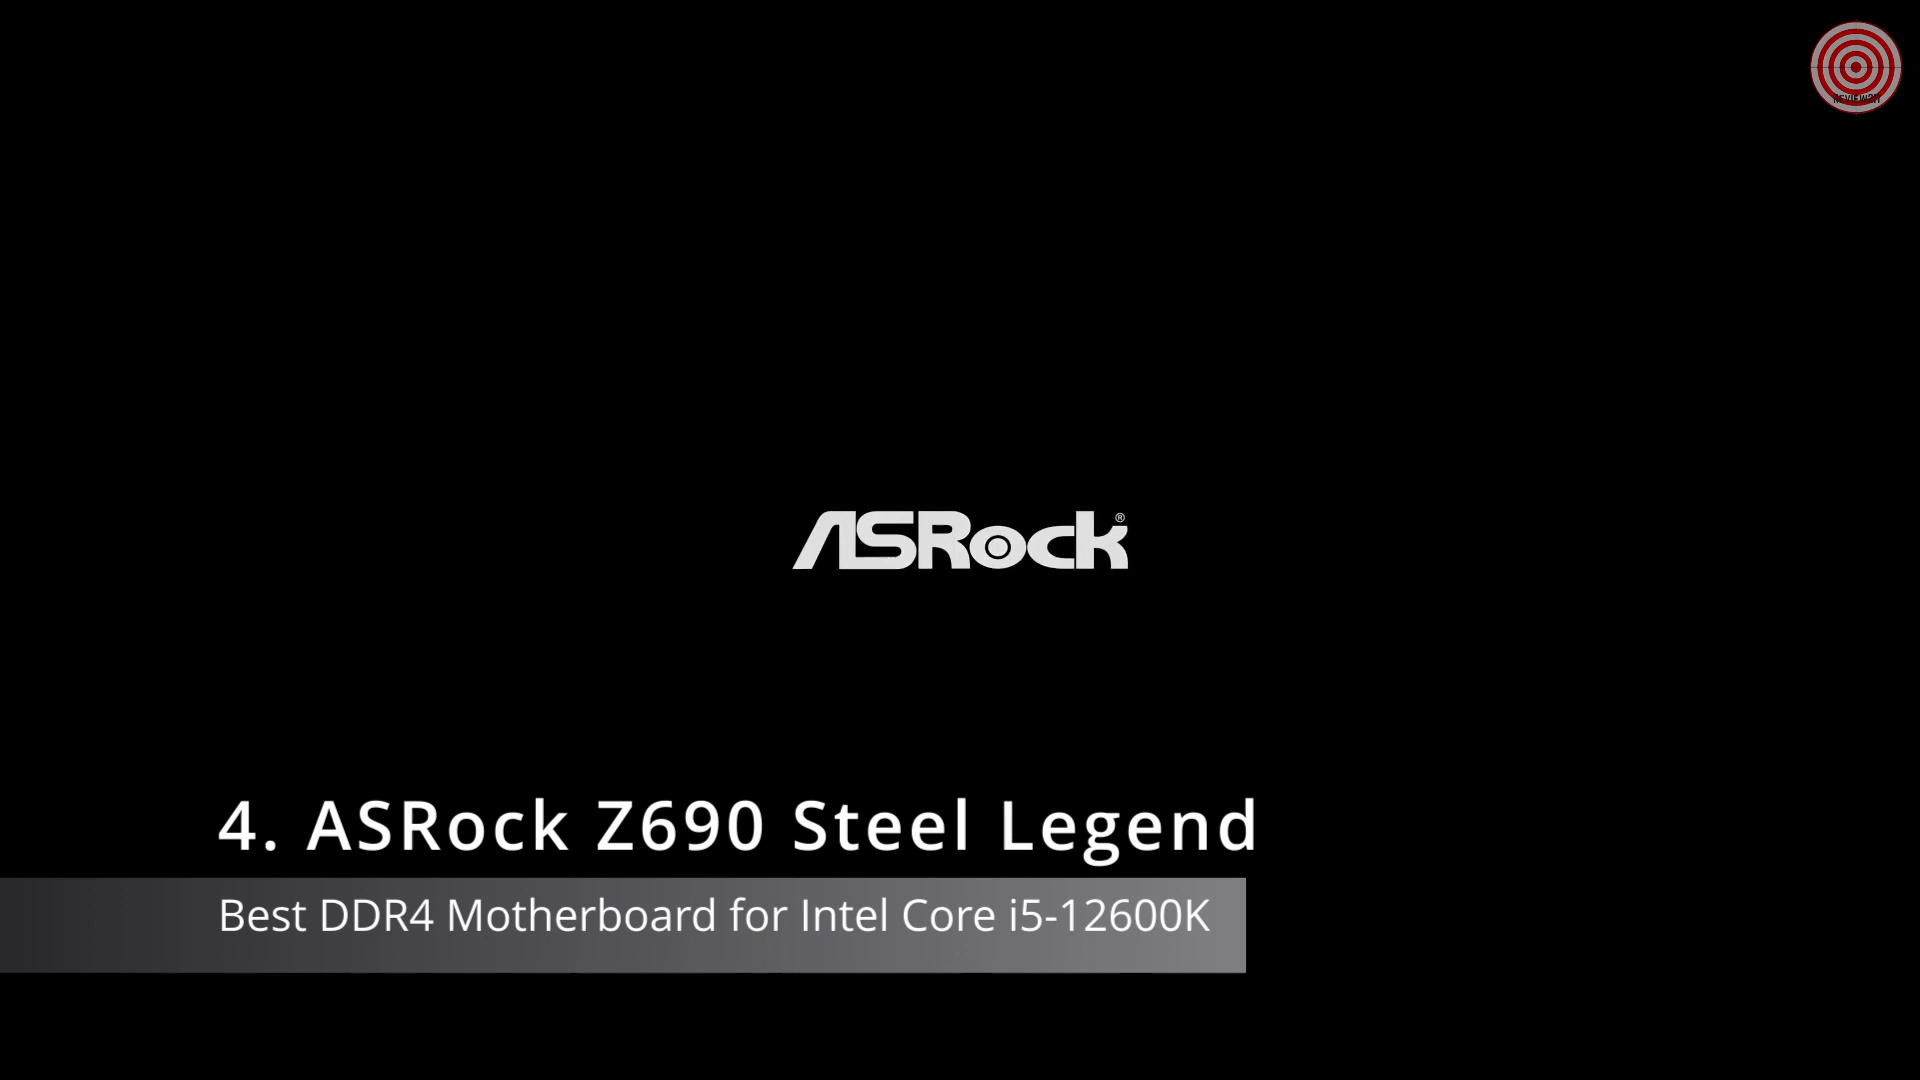 ASRock®
4. ASRock Z690 Steel Legend
Best DDR4 Motherboard for Intel Core i5-12600K